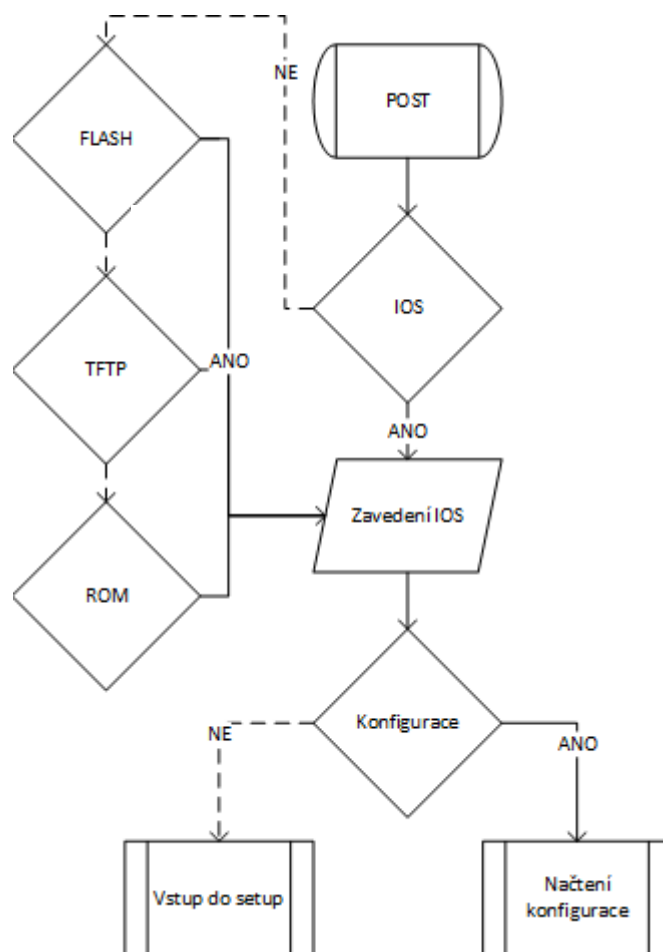 NE
POST
FLASH
IOS
TFTP
ANO
ANO
Zavedení IOS
ROM
Konfigurace
NE
ANO
Vstup do setup
Načtení
konfigurace